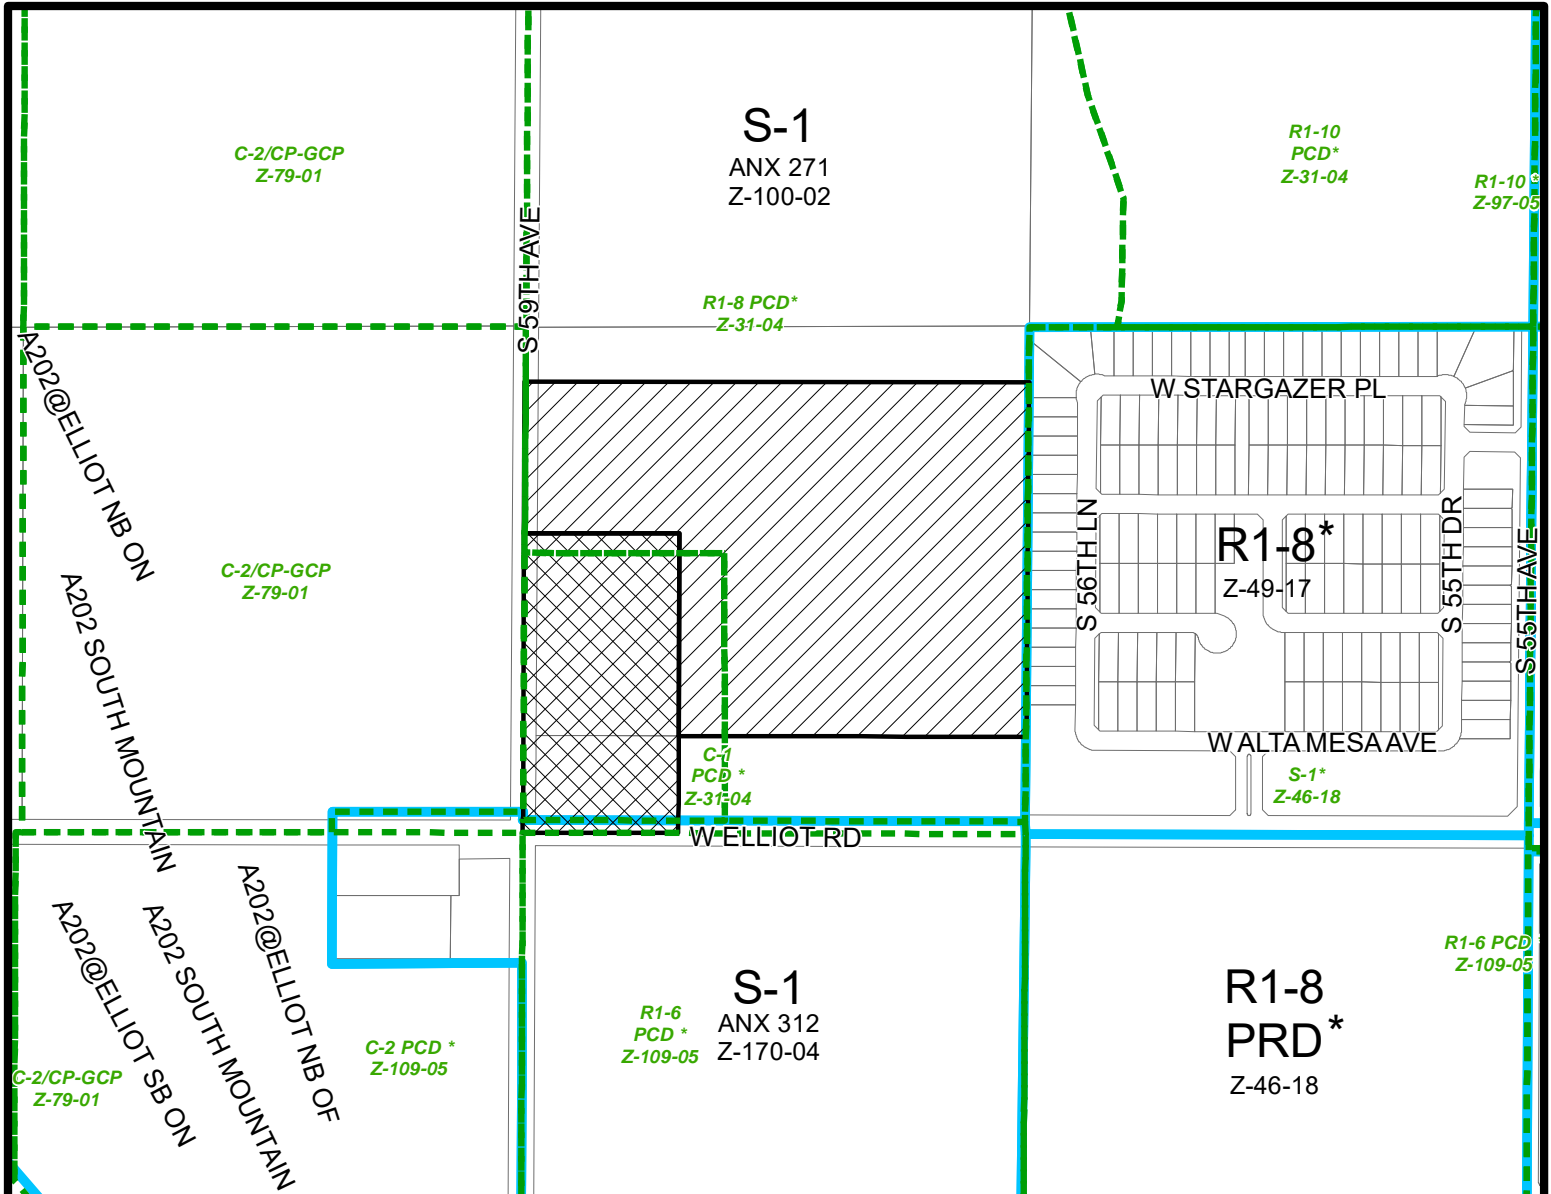 C-2/CP-GCP
Z-79-01
S-1
ANX 271
Z-100-02
R1-10
PCD*
Z-31-04
R1-10 *
Z-97-05
S 59TH AVE
R1-8 PCD*
Z-31-04
A202@ELLIOT NB ON
W STARGAZER PL
C-2/CP-GCP
Z-79-01
S 56TH LN
R1-8*
Z-49-17
S 55TH DR
S 55TH AVE
A202 SOUTH MOUNTAIN
C-1
PCD *
Z-31-04
W ALTA MESA AVE
S-1*
Z-46-18
W ELLIOT RD
A202@ELLIOT SB ON
A202 SOUTH MOUNTAIN
A202@ELLIOT NB OF
C-2/CP-GCP
Z-79-01
C-2 PCD *
Z-109-05
R1-6
PCD *
Z-109-05
S-1
ANX 312
Z-170-04
R1-8
PRD*
Z-46-18
R1-6 PCD
Z-109-05